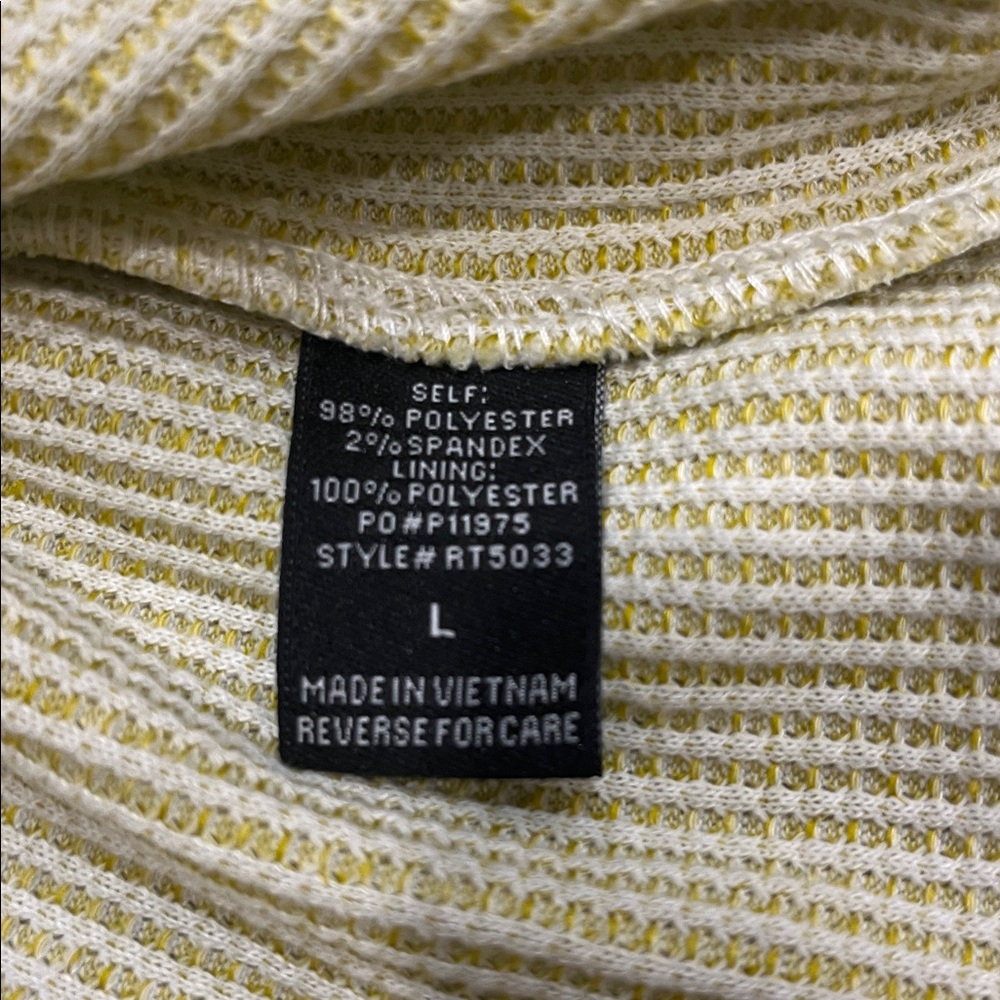 SELF:
98% POLYESTER
2% SPANDEX
LINING:
100% POLYESTER
PO#P11975
STYLE# RT5033
L
MADE IN VIETNAM
REVERSE FOR CARE